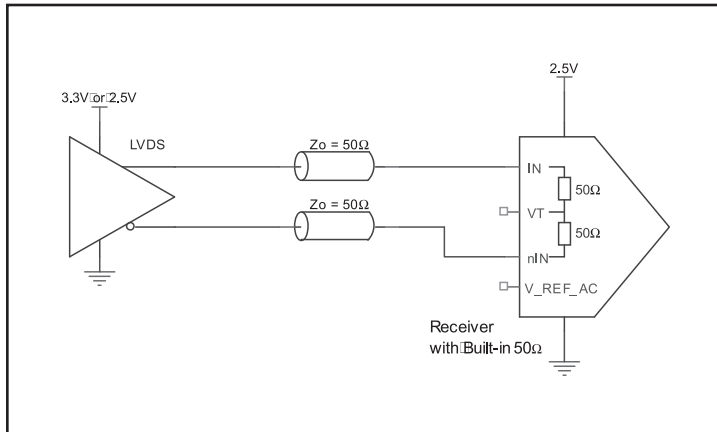 3.3V or 2.5V
LVDS
Zo = 50Ω
Zo = 50Ω
2.5V
IN
50Ω
VT
50Ω
nIN
V_REF_AC
Receiver
with Built-in 50Ω